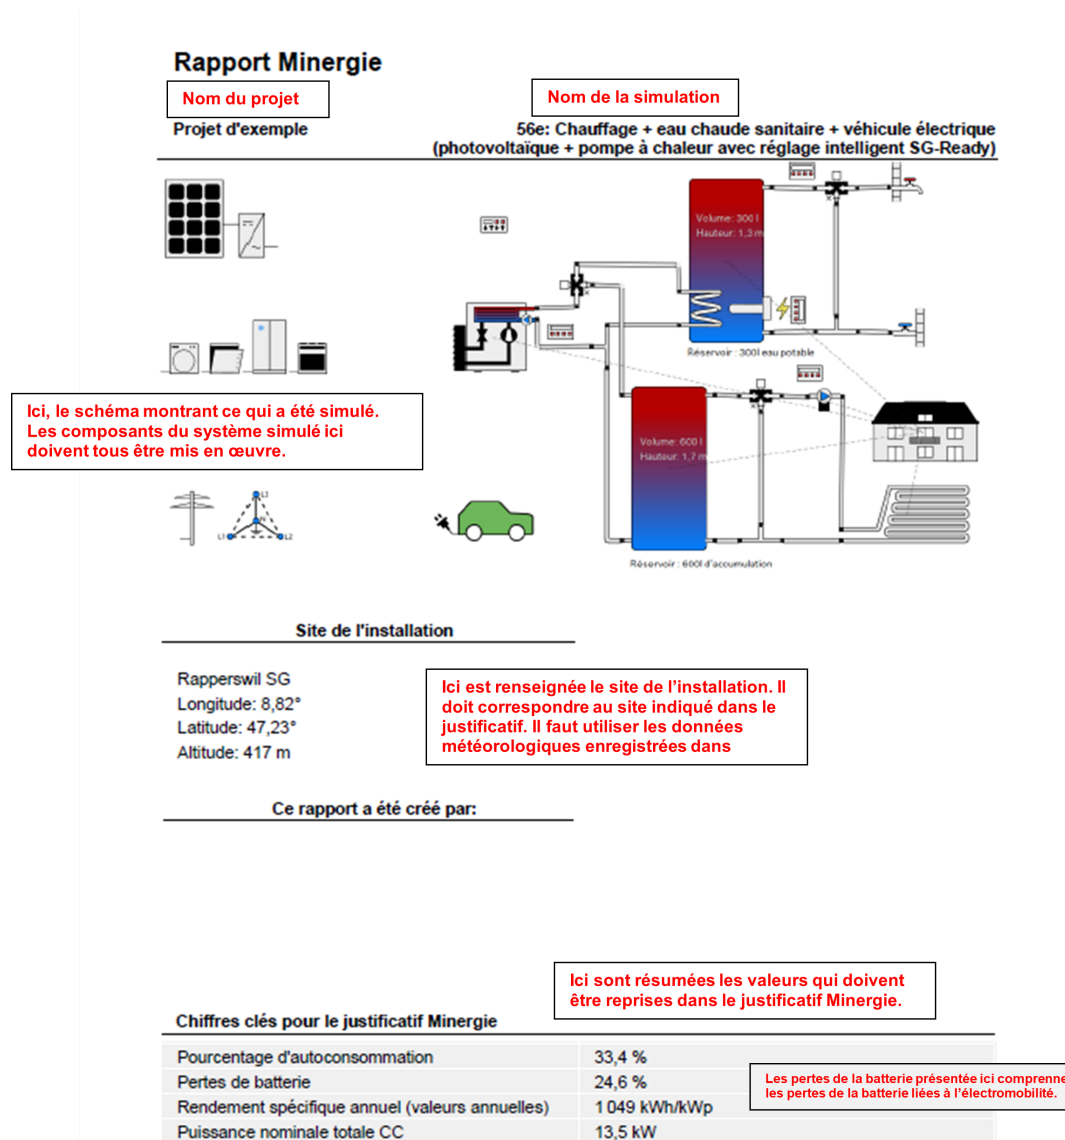 Rapport Minergie
Nom du projet
Nom de la simulation
Projet d'exemple
56e: Chauffage + eau chaude sanitaire + véhicule électrique
(photovoltaïque + pompe à chaleur avec réglage intelligent SG-Ready)
Volume: 300 l
Hauteur: 1,3 m
Réservoir : 300l eau potable
Ici, le schéma montrant ce qui a été simulé.
Les composants du système simulé ici
doivent tous être mis en œuvre.
Volume: 600 l
Hauteur: 1,7 m
L1
L2
Réservoir : 600l d'accumulation
Site de l'installation
Rapperswil SG
Longitude: 8,82°
Latitude: 47,23°
Altitude: 417 m
Ici est renseignée le site de l’installation. Il
doit correspondre au site indiqué dans le
justificatif. Il faut utiliser les données
météorologiques enregistrées dans
Ce rapport a été créé par:
Ici sont résumées les valeurs qui doivent
être reprises dans le justificatif Minergie.
Chiffres clés pour le justificatif Minergie
Pourcentage d'autoconsommation 33,4 %
Pertes de batterie 24,6 %
Les pertes de la batterie présentée ici comprenne
les pertes de la batterie liées à l’électromobilité.
Rendement spécifique annuel (valeurs annuelles) 1 049 kWh/kWp
Puissance nominale totale CC 13,5 kW